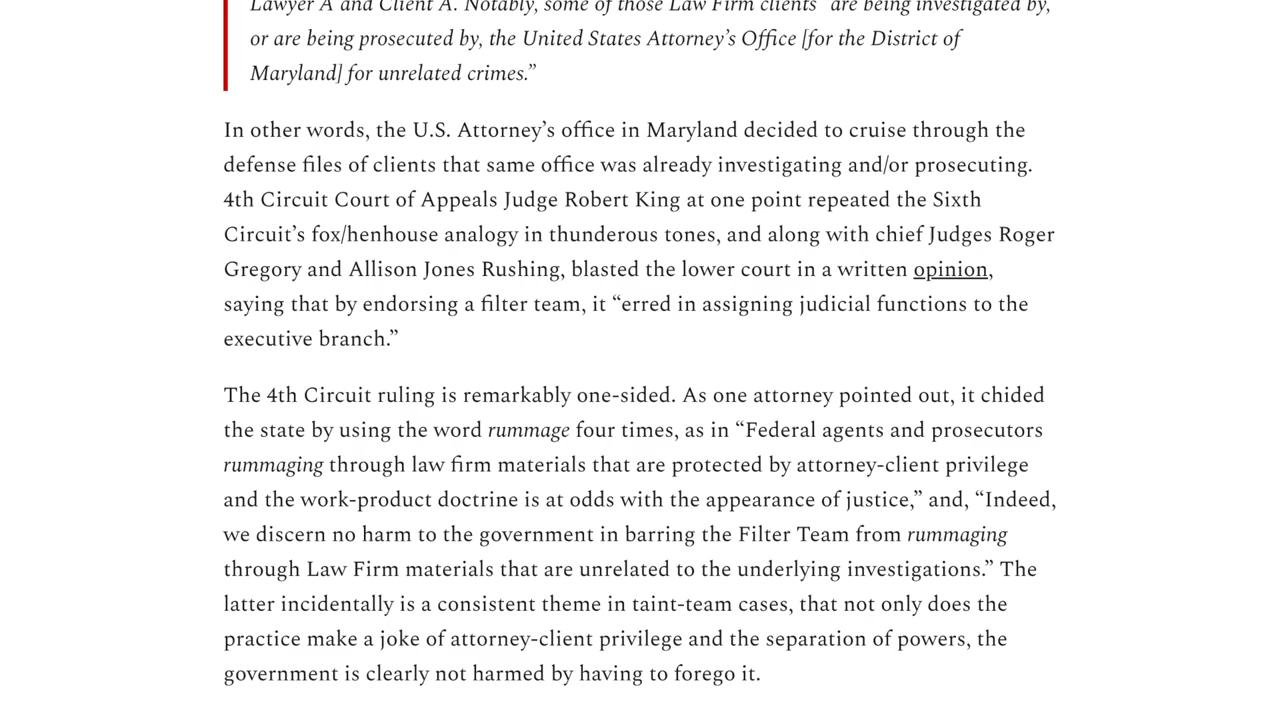 Lawyer A and Client A. Notably, some of those Law Firm clients “are being investigated by,
or are being prosecuted by, the United States Attorney’s Office [for the District of
Maryland] for unrelated crimes.”
In other words, the U.S. Attorney’s office in Maryland decided to cruise through the
defense files of clients that same office was already investigating and/or prosecuting.
4th Circuit Court of Appeals Judge Robert King at one point repeated the Sixth
Circuit’s fox/henhouse analogy in thunderous tones, and along with chief Judges Roger
Gregory and Allison Jones Rushing, blasted the lower court in a written opinion,
saying that by endorsing a filter team, it “erred in assigning judicial functions to the
executive branch.”
The 4th Circuit ruling is remarkably one-sided. As one attorney pointed out, it chided
the state by using the word rummage four times, as in “Federal agents and prosecutors
rummaging through law firm materials that are protected by attorney-client privilege
and the work-product doctrine is at odds with the appearance of justice,” and, “Indeed,
we discern no harm to the government in barring the Filter Team from rummaging
through Law Firm materials that are unrelated to the underlying investigations.” The
latter incidentally is a consistent theme in taint-team cases, that not only does the
practice make a joke of attorney-client privilege and the separation of powers, the
government is clearly not harmed by having to forego it.